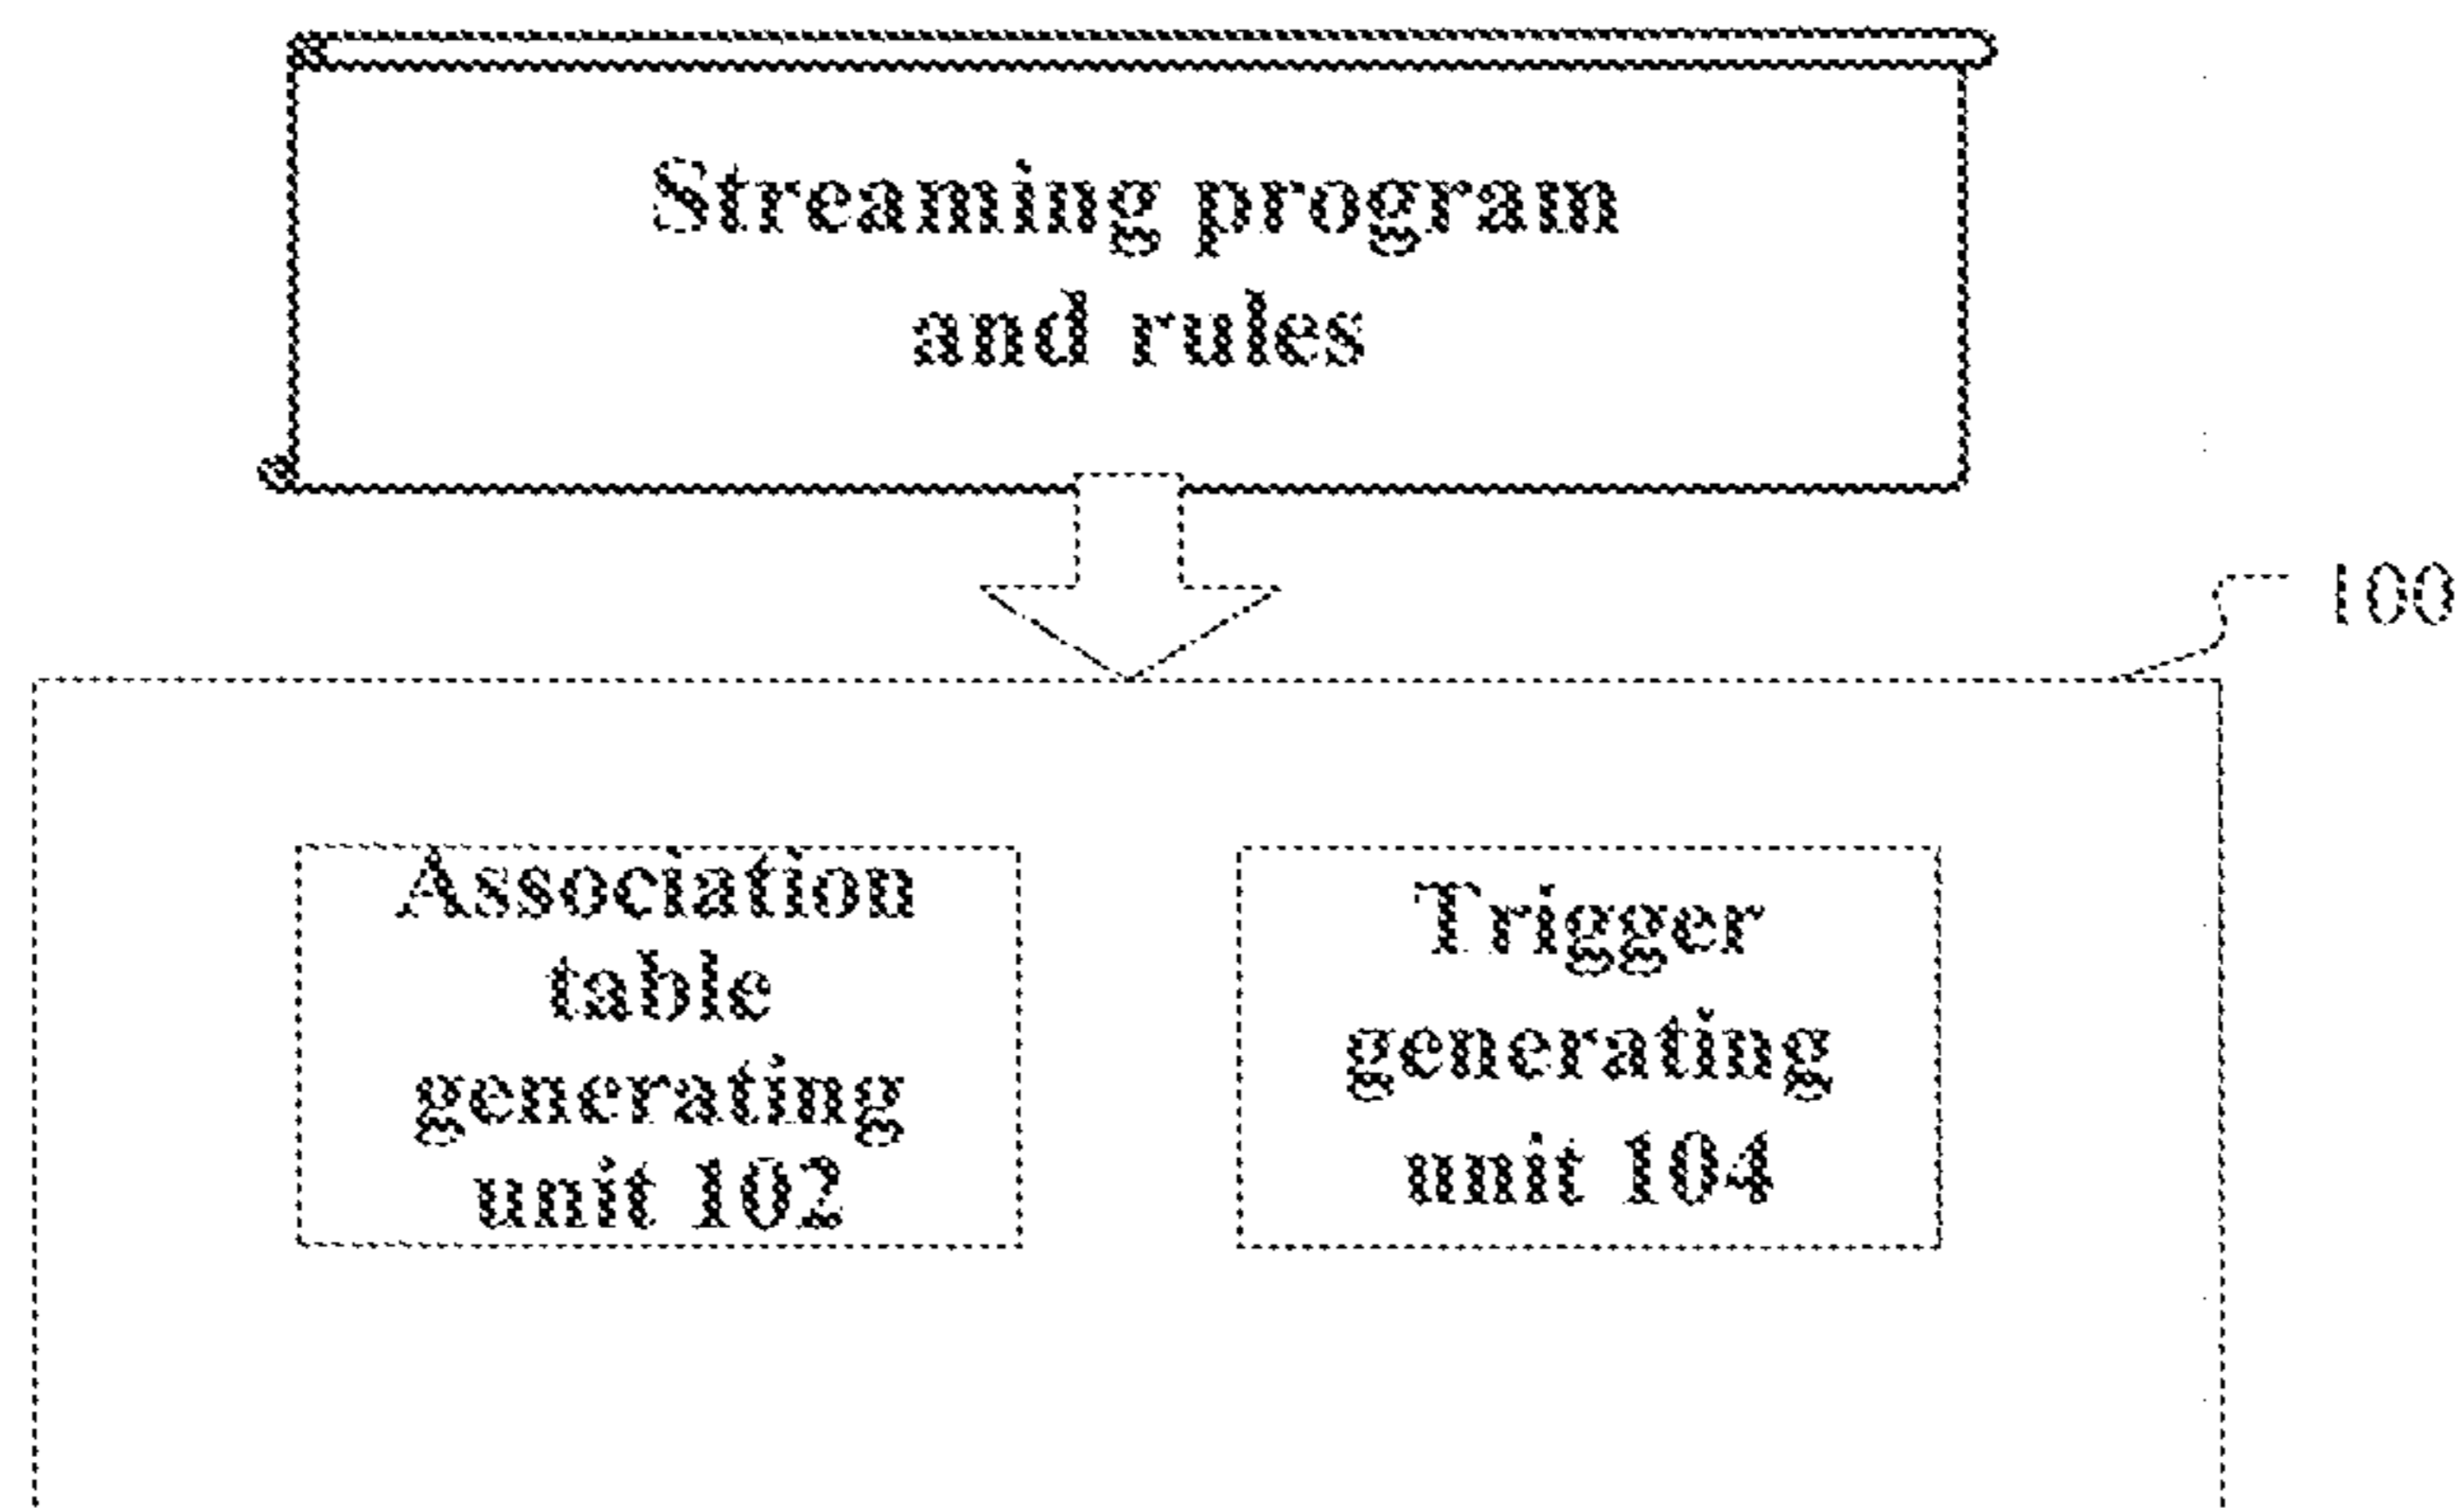 Streaming program
and rules
100
Association
table
generating
unit 102
Trigger
generating
unit 104